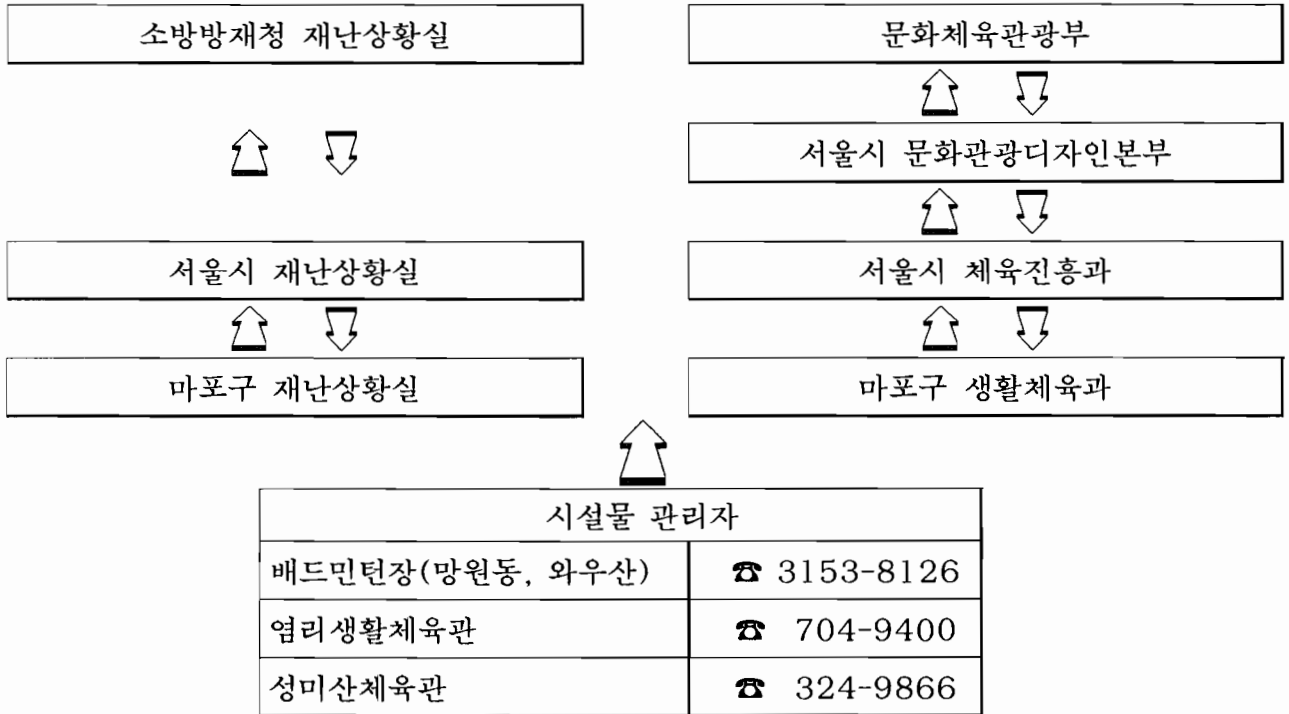 소방방재청 재난상황실
문화체육관광부
서울시 문화관광디자인본부
서울시 재난상황실
서울시 체육진흥과
마포구 재난상황실
마포구 생활체육과
시설물 관리자
배드민턴장(망원동, 와우산) ☎ 3153-8126
염리생활체육관 ☎ 704-9400
성미산체육관 ☎ 324-9866